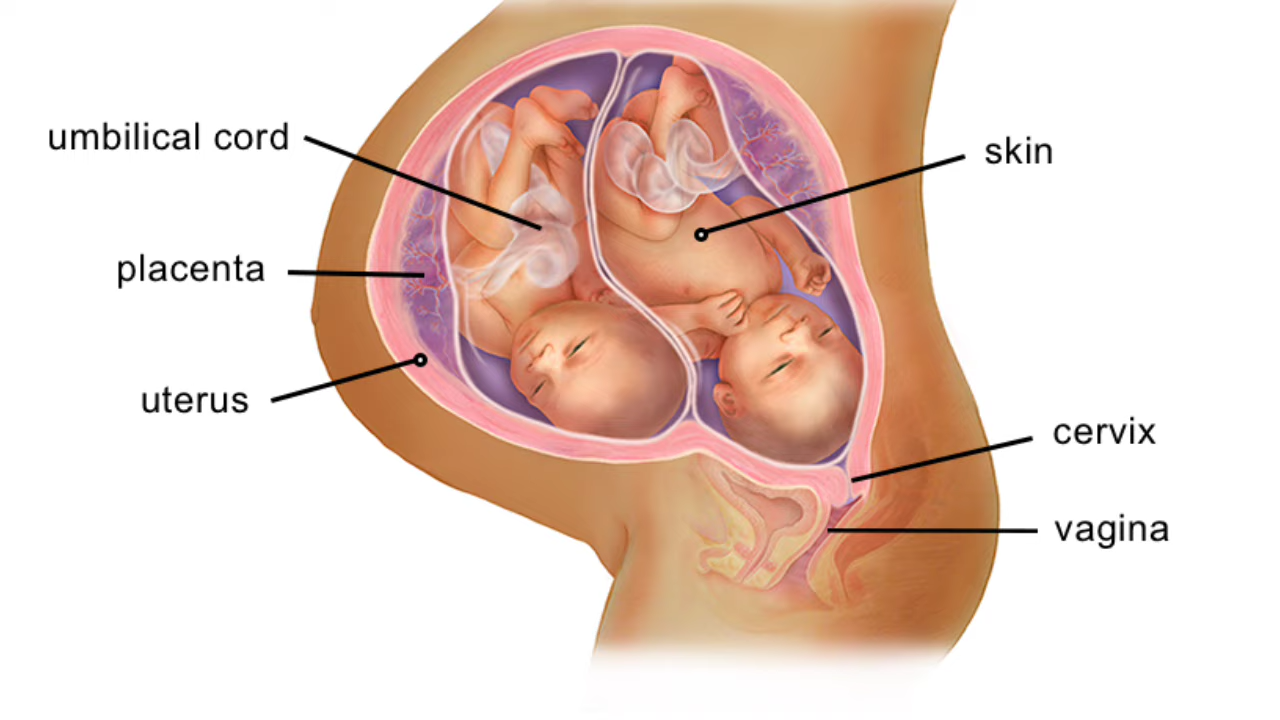 umbilical cord
skin
placenta
uterus
cervix
vagina